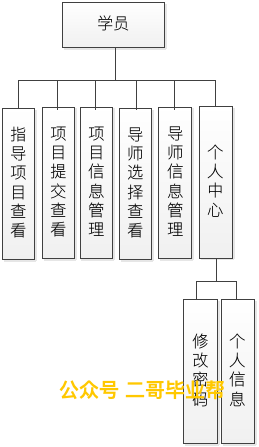 学员
指导项目查看
项目提交查看
项目信息管理
导师选择查看
导师信息管理
个人中心
修改密码
个人信息
公众号 二哥毕业帮